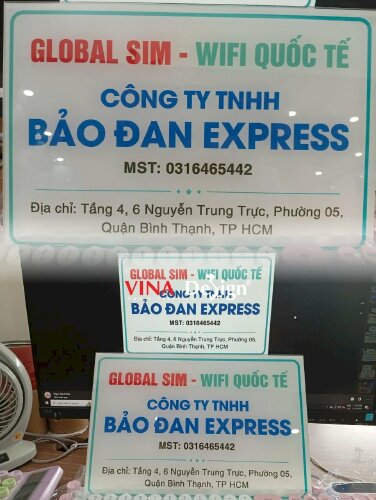 GLOBAL SIM - WIFI QUỐC TẾ
CÔNG TY TNHH
BẢO ĐAN EXPRESS
MST: 0316465442
Địa chỉ: Tầng 4, 6 Nguyễn Trung Trực, Phường 05,
Quận Bình Thạnh, TP HCM
GLOBAL SIM - WIFI QUỐC TẾ
VINA Design
CÔNG TY TNHH
BẢO ĐAN EXPRESS
MST: 0316465442
Địa chỉ: Tầng 4, 6 Nguyễn Trung Trực, Phường 05,
Quận Bình Thạnh, TP HCM
GLOBAL SIM - WIFI QUỐC TẾ
CÔNG TY TNHH
BẢO ĐAN EXPRESS
MST: 0316465442
Địa chỉ: Tầng 4, 6 Nguyễn Trung Trực, Phường 05,
Quận Bình Thạnh, TP HCM